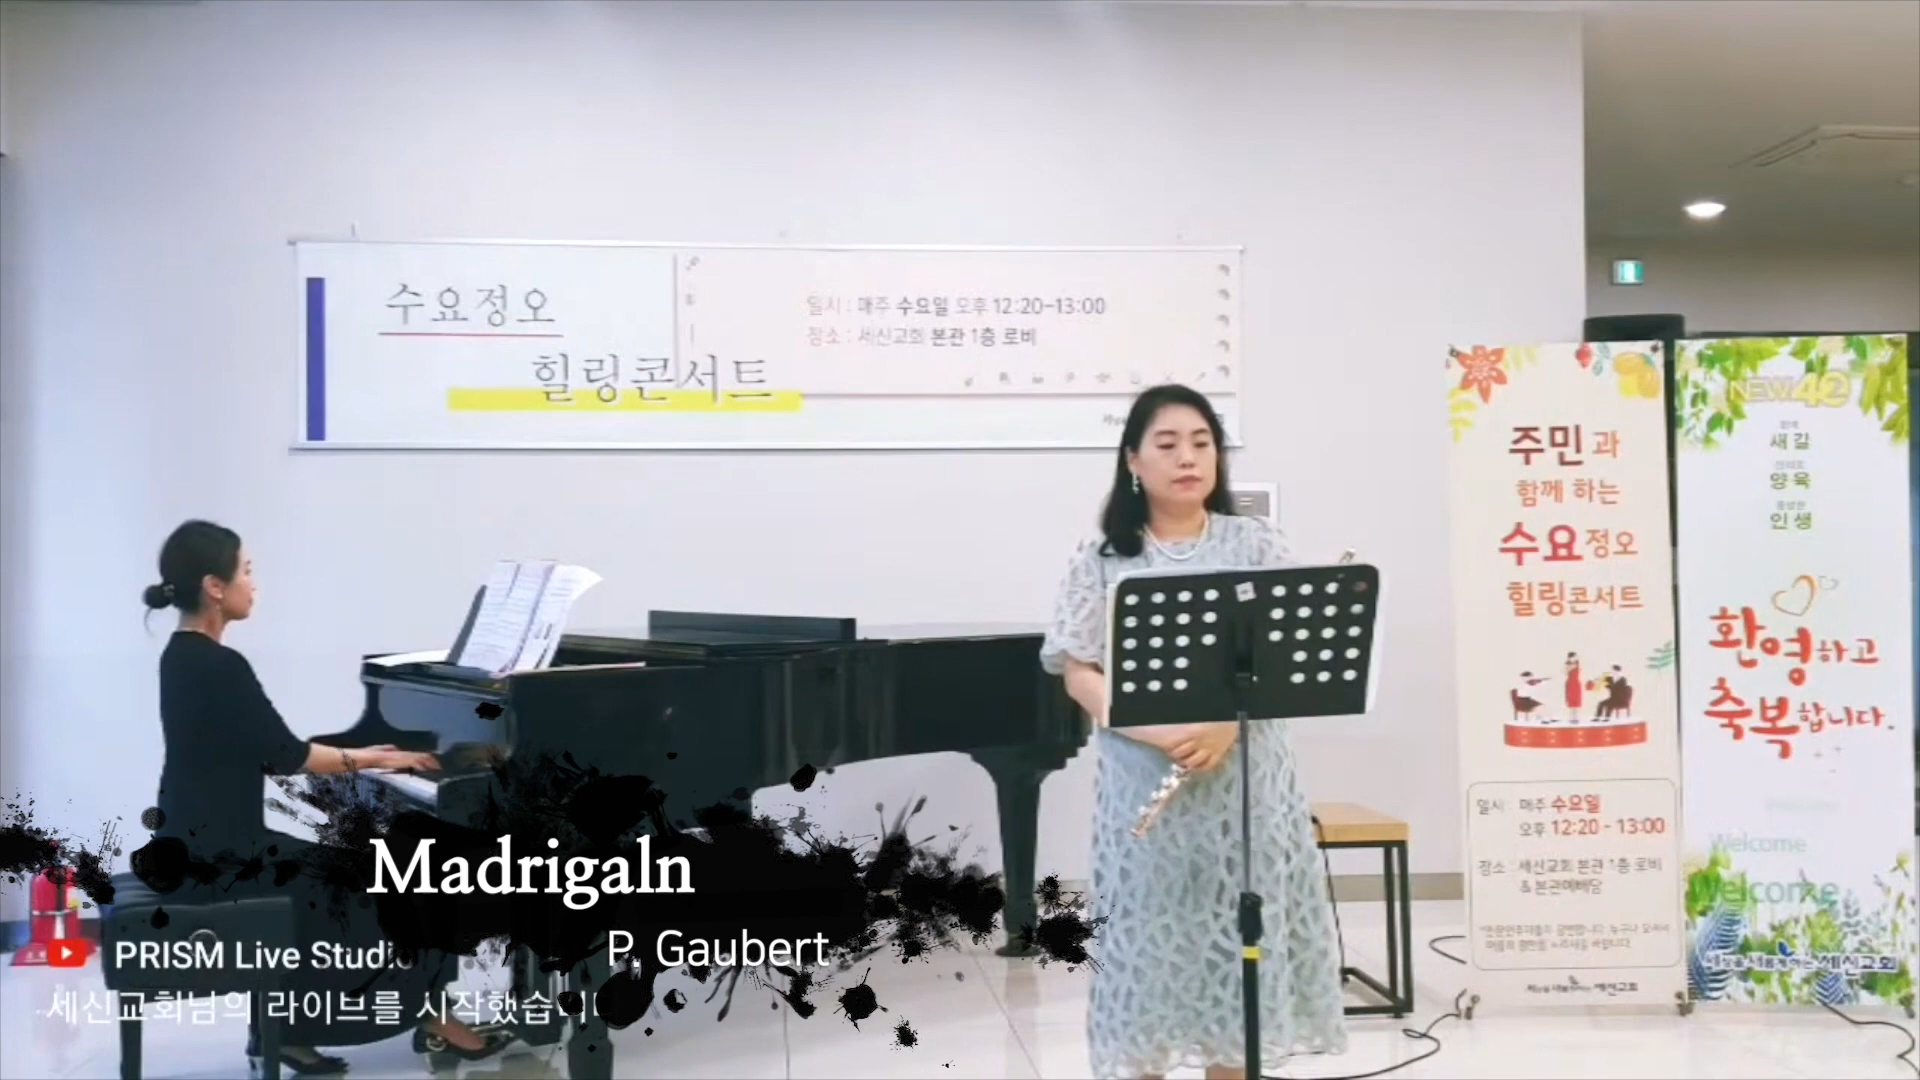 수요정오
힐링콘서트
일시 : 매주 수요일 오후 12:20-13:00
장소 : 세신교회 본관 1층 로비
주민과
함께 하는
수요정오
힐링콘서트
일시 : 매주 수요일
오후 12:20 - 13:00
장소 : 세신교회 본관 1층 로비
& 본관예배당
NEW42
새길
양육
인생
환영하고
축복합니다.
Welcome
Welcome
세신교회
Madrigaln
P. Gaubert
PRISM Live Studio
세신교회님의 라이브를 시작했습니